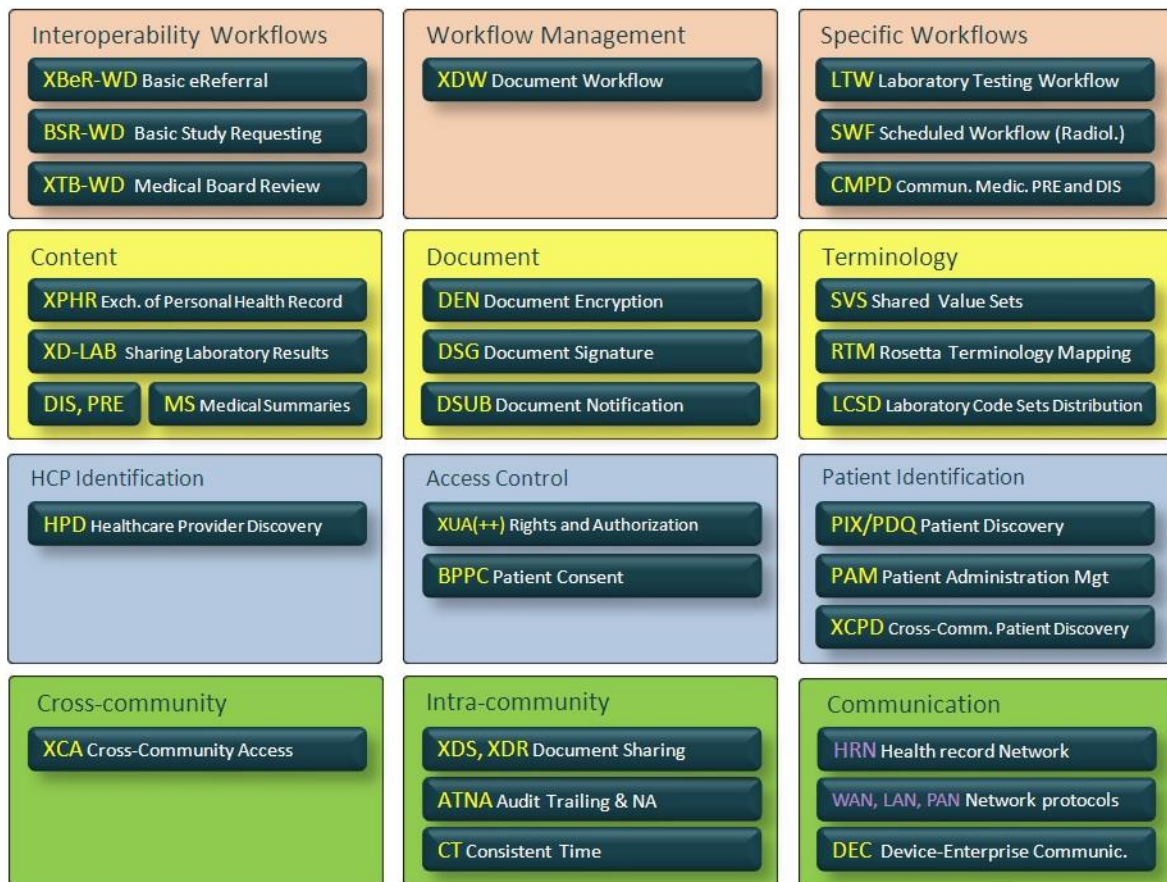 Interoperability Workflows
XBeR-WD Basic eReferral
BSR-WD Basic Study Requesting
XTB-WD Medical Board Review
Workflow Management
XDW Document Workflow
Specific Workflows
LTW Laboratory Testing Workflow
SWF Scheduled Workflow (Radiol.)
CMPD Commun. Medic. PRE and DIS
Content
XPHR Exch. of Personal Health Record
XD-LAB Sharing Laboratory Results
DIS, PRE
MS Medical Summaries
Document
DEN Document Encryption
DSG Document Signature
DSUB Document Notification
Terminology
SVS Shared Value Sets
RTM Rosetta Terminology Mapping
LCSD Laboratory Code Sets Distribution
HCP Identification
HPD Healthcare Provider Discovery
Access Control
XUA(++) Rights and Authorization
BPPC Patient Consent
Patient Identification
PIX/PDQ Patient Discovery
PAM Patient Administration Mgt
XCPD Cross-Comm. Patient Discovery
Cross-community
XCA Cross-Community Access
Intra-community
XDS, XDR Document Sharing
ATNA Audit Trailing & NA
CT Consistent Time
Communication
HRN Health record Network
WAN, LAN, PAN Network protocols
DEC Device-Enterprise Communic.